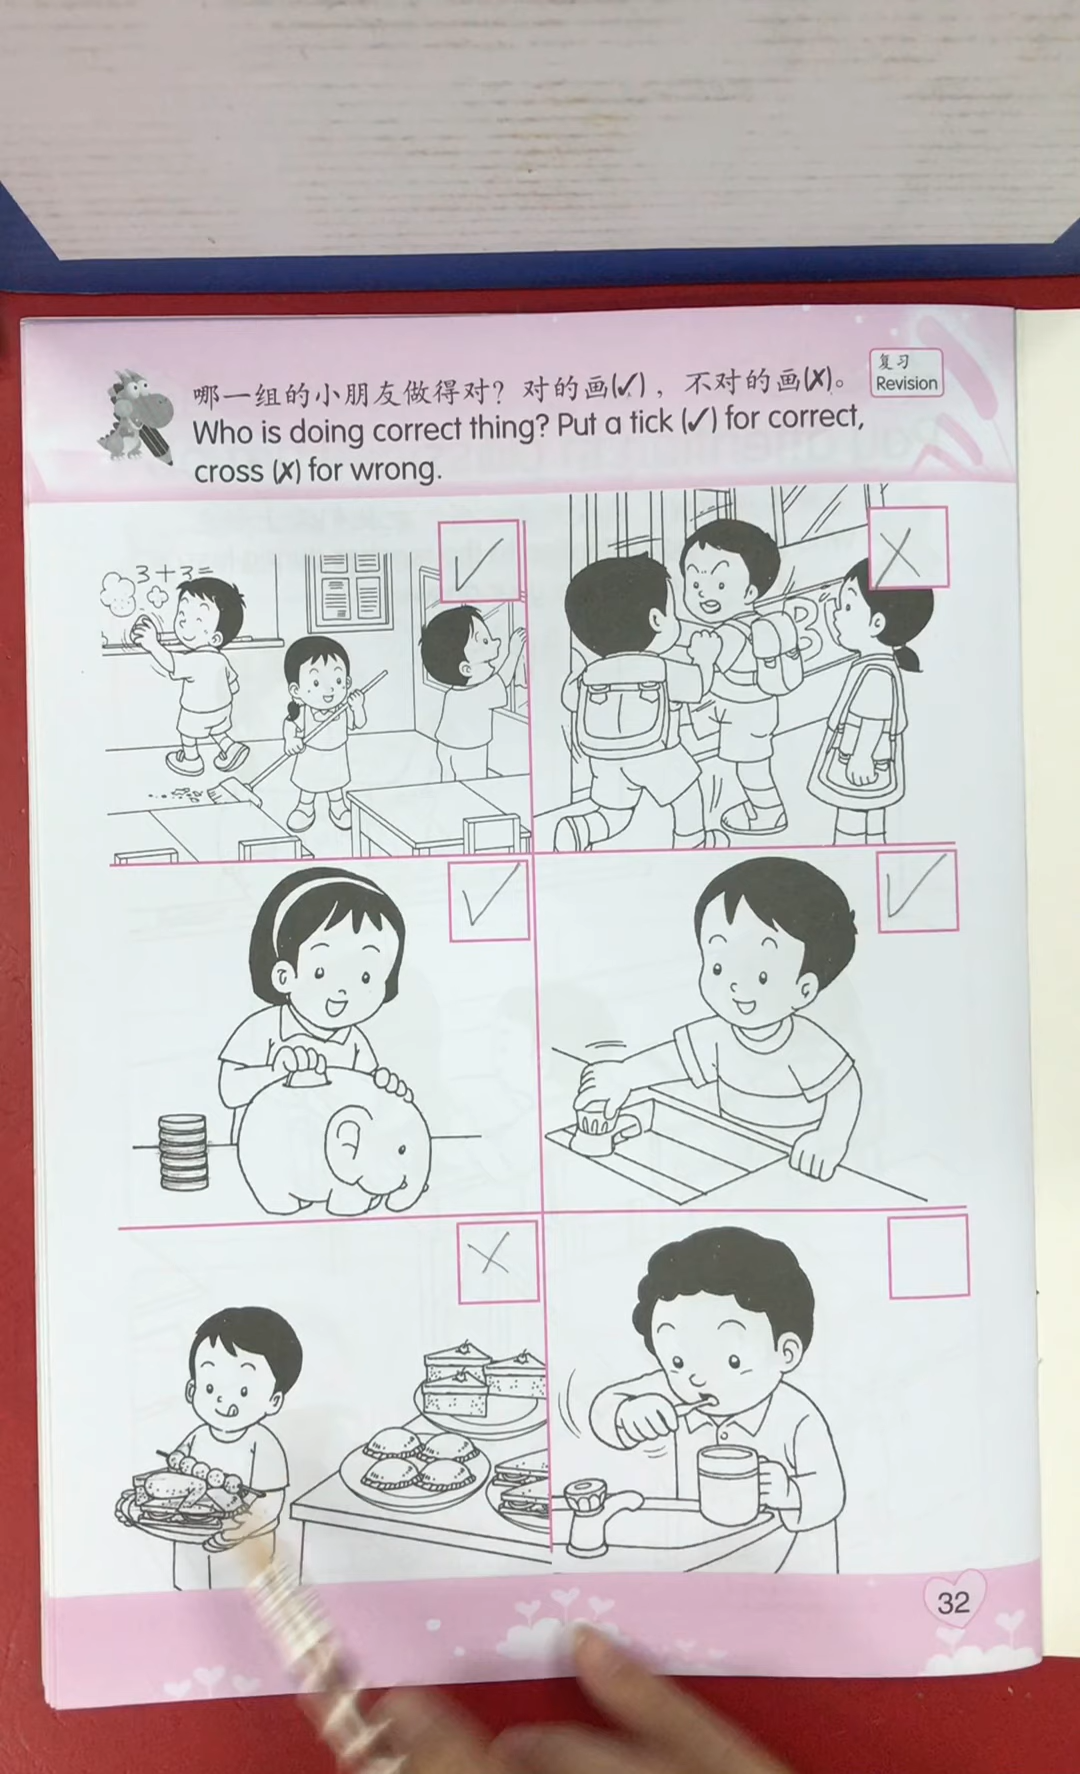 哪一组的小朋友做得对？对的画(✓)，不对的画(✗)。
复习
Revision
Who is doing correct thing? Put a tick (✓) for correct,
cross (✗) for wrong.
3+3=
✓
✗
B
✓
✓
✗
32